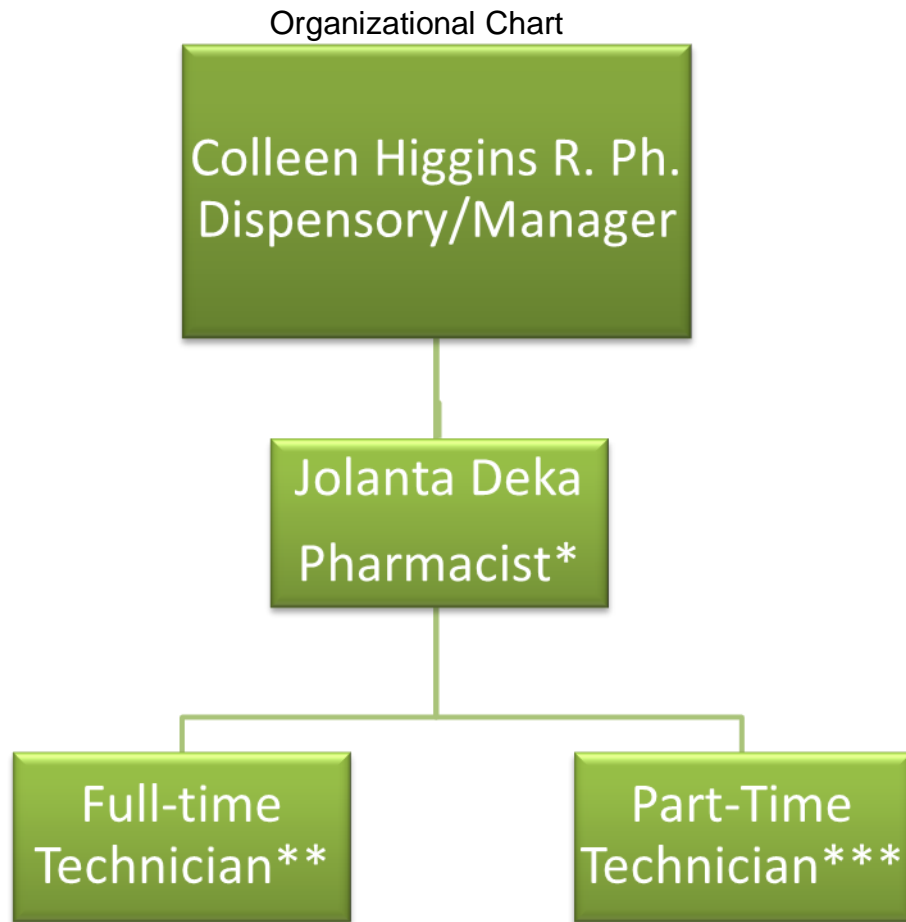 Organizational Chart
Colleen Higgins R. Ph.
Dispensory/Manager
Jolanta Deka
Pharmacist*
Full-time
Technician**
Part-Time
Technician***